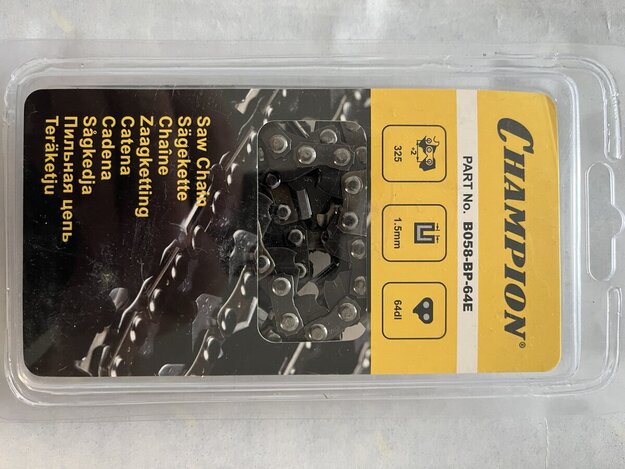 CHAMPION®
PART No. B058-BP-64E
÷2
325
1.5mm
64dl
Saw Chain
Sägekette
Chaîne
Zaagketting
Catena
Cadena
Sågkedja
Пильная цепь
Teräketju